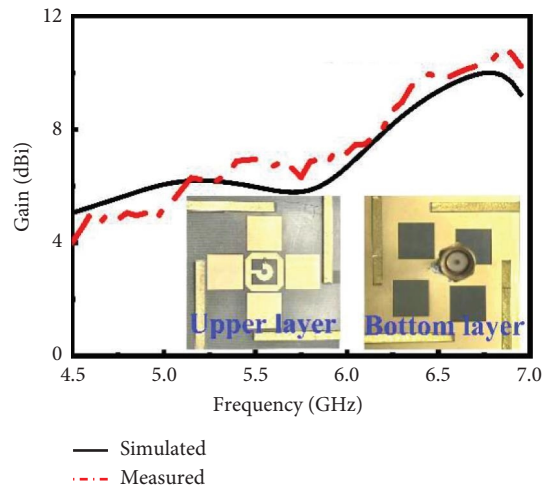 12
8
4
0
Gain (dBi)
Upper layer
Bottom layer
4.5 5.0 5.5 6.0 6.5 7.0
Frequency (GHz)
Simulated
Measured